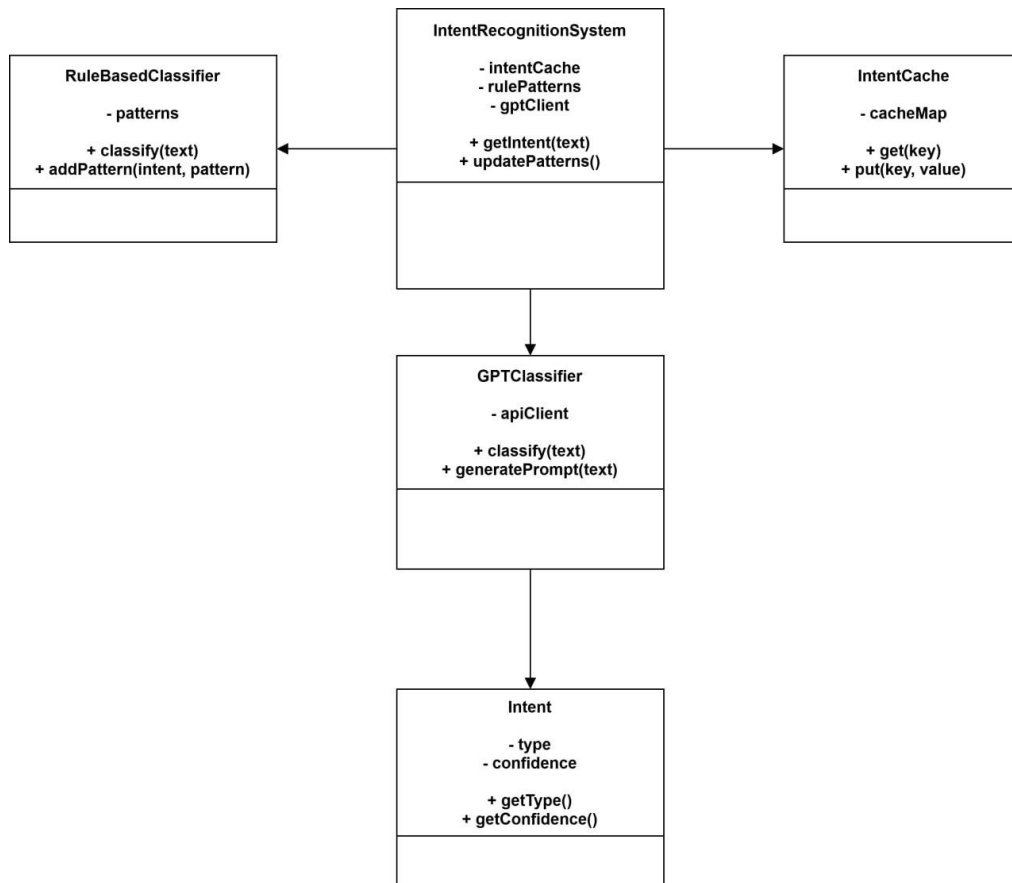 IntentRecognitionSystem
- intentCache
- rulePatterns
- gptClient
+ getIntent(text)
+ updatePatterns()
RuleBasedClassifier
- patterns
+ classify(text)
+ addPattern(intent, pattern)
IntentCache
- cacheMap
+ get(key)
+ put(key, value)
GPTClassifier
- apiClient
+ classify(text)
+ generatePrompt(text)
Intent
- type
- confidence
+ getType()
+ getConfidence()